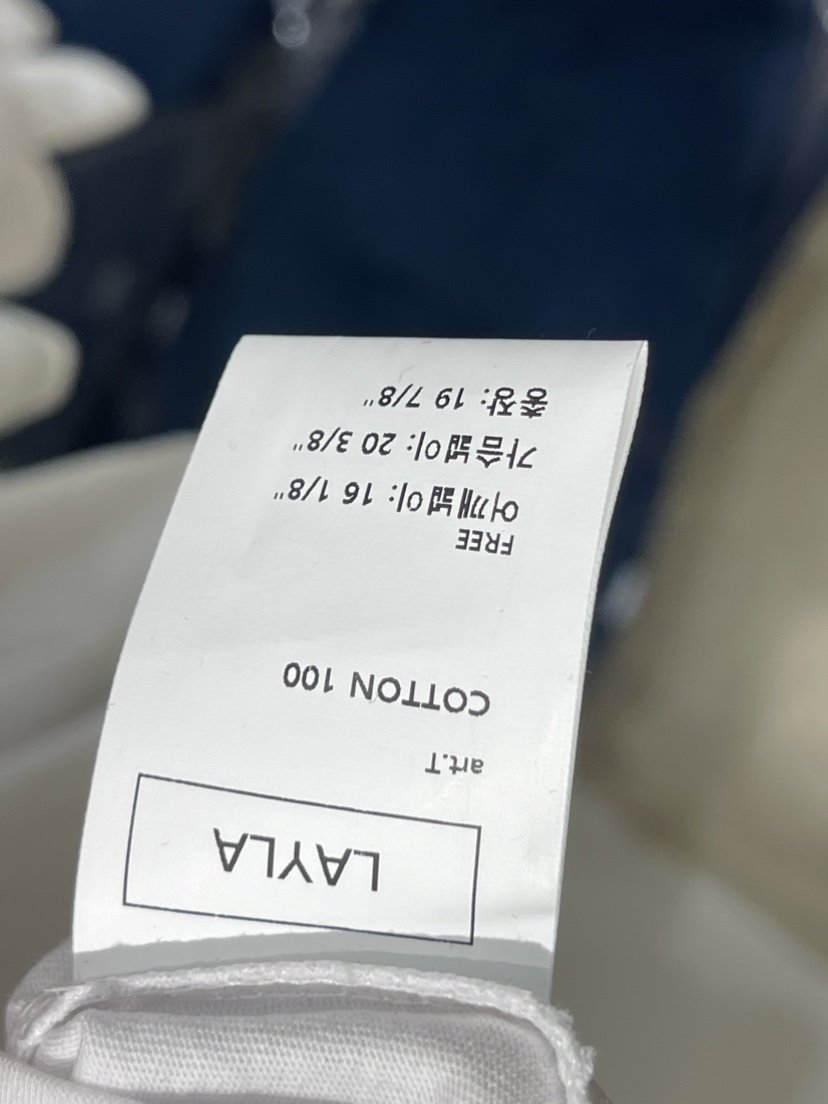 LAYLA
art.T
COTTON 100
FREE
어깨넓이: 16 1/8"
가슴넓이: 20 3/8"
총장: 19 7/8"